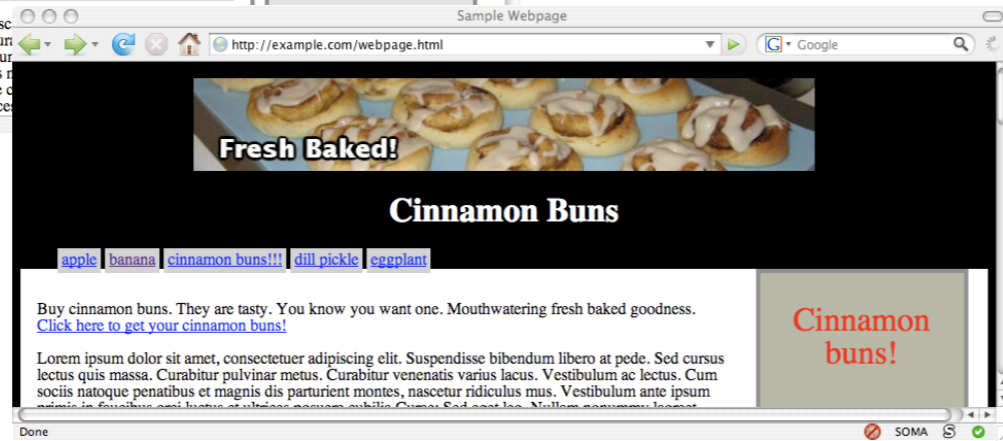 Sample Webpage
http://example.com/webpage.html
Google
Fresh Baked!
Cinnamon Buns
apple banana cinnamon buns!!! dill pickle eggplant
Buy cinnamon buns. They are tasty. You know you want one. Mouthwatering fresh baked goodness.
Click here to get your cinnamon buns!
Lorem ipsum dolor sit amet, consectetuer adipiscing elit. Suspendisse bibendum libero at pede. Sed cursus
lectus quis massa. Curabitur pulvinar metus. Curabitur venenatis varius lacus. Vestibulum ac lectus. Cum
sociis natoque penatibus et magnis dis parturient montes, nascetur ridiculus mus. Vestibulum ante ipsum
Cinnamon
buns!
Done
SOMA